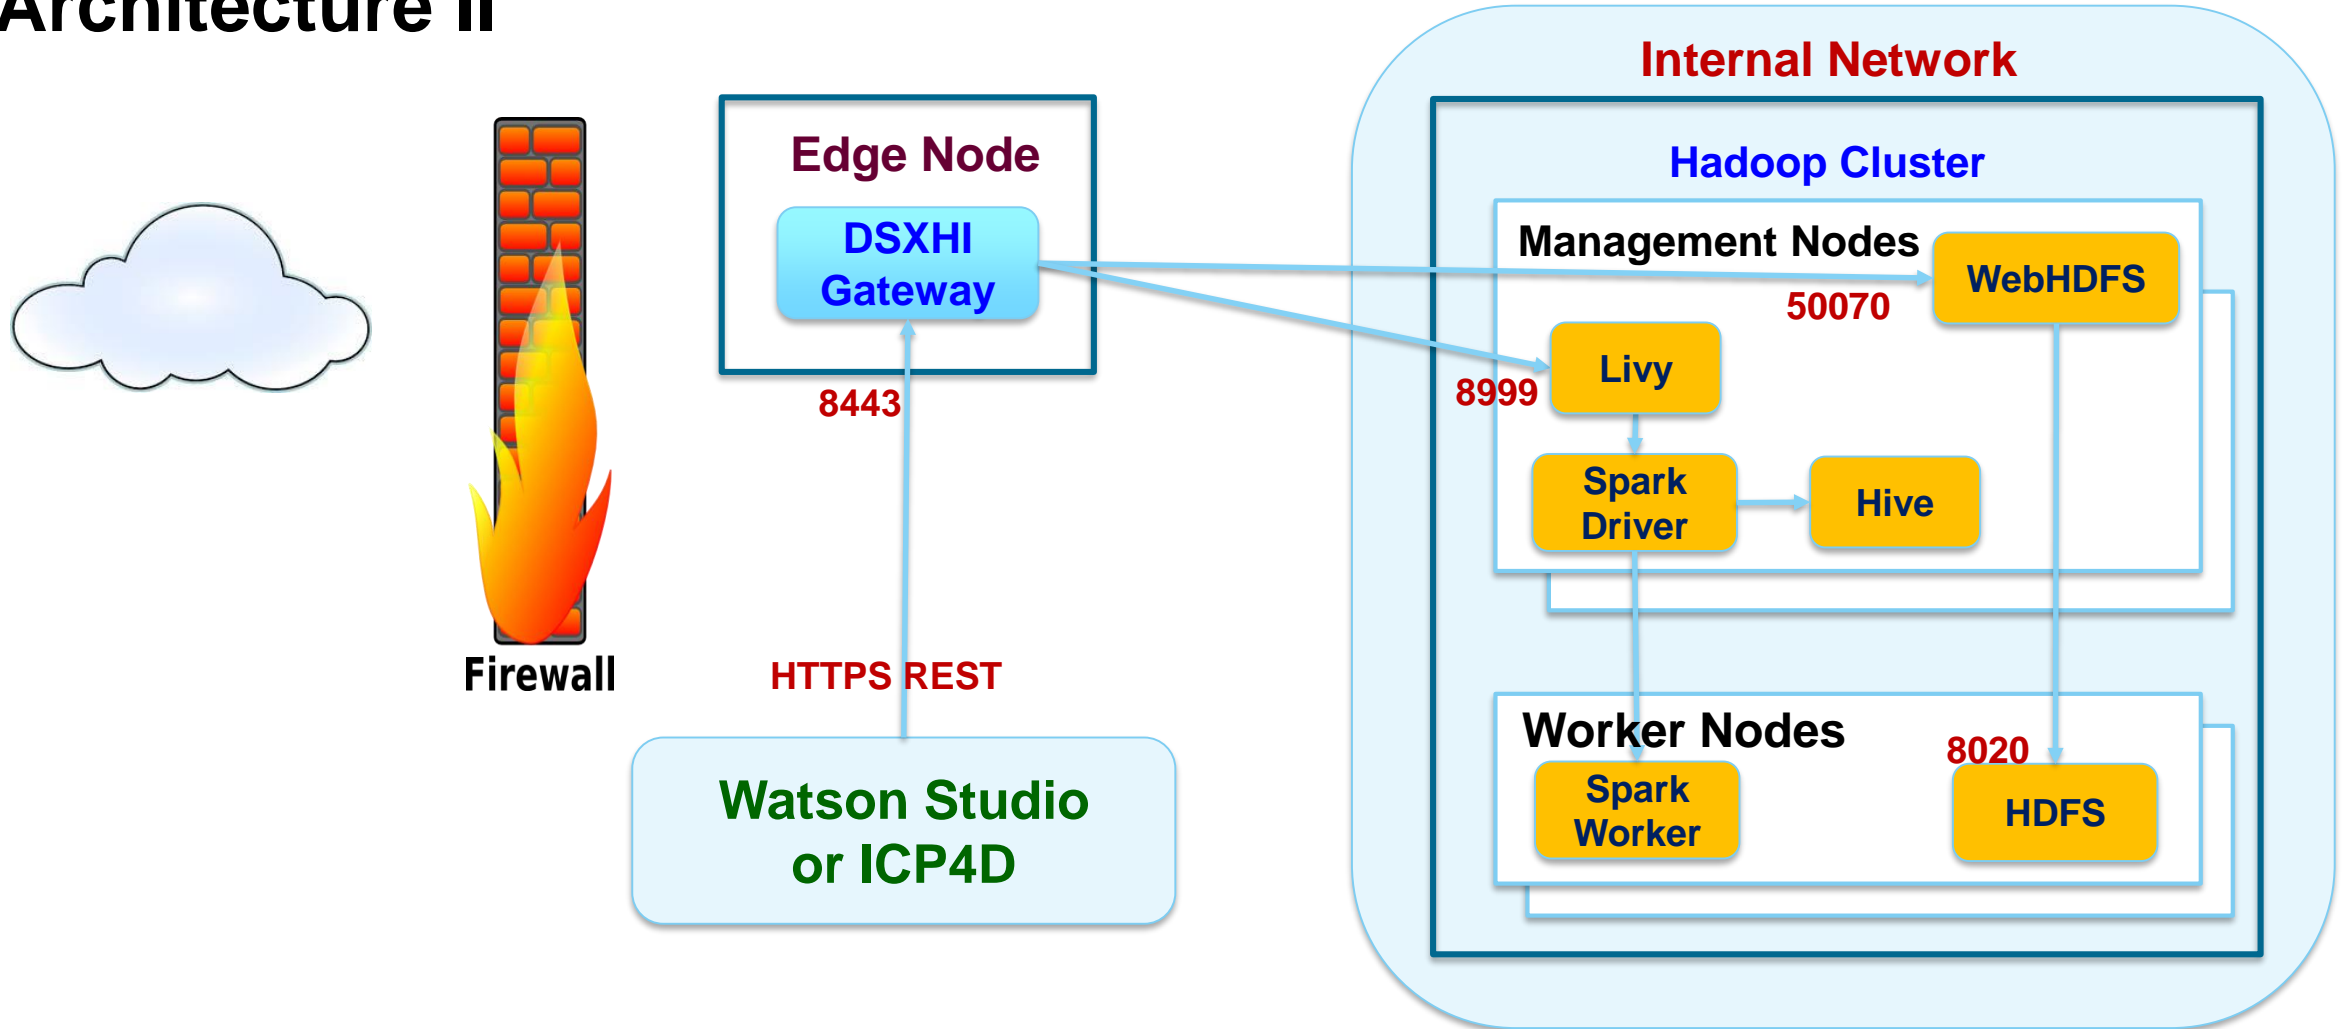 Architecture II
Internal Network
Edge Node
Hadoop Cluster
DSXHI
Gateway
Management Nodes
WebHDFS
50070
Livy
8999
8443
Spark
Driver
Hive
Firewall
HTTPS REST
Worker Nodes
8020
Spark
Worker
HDFS
Watson Studio
or ICP4D